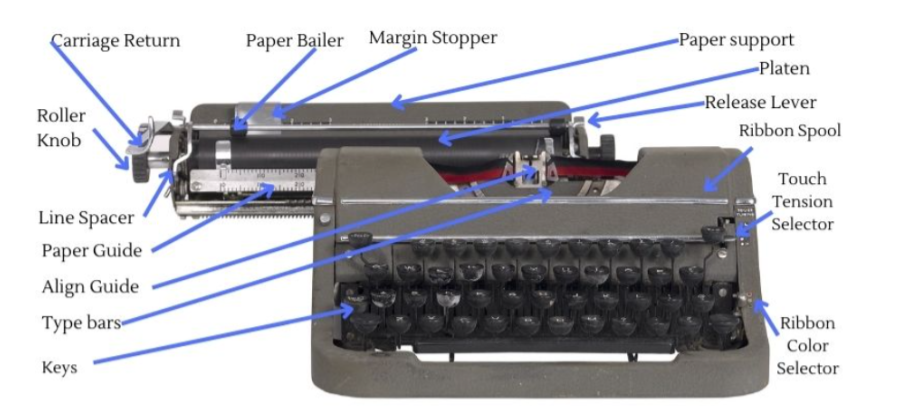 Carriage Return
Paper Bailer
Margin Stopper
Paper support
Platen
Release Lever
Ribbon Spool
Roller
Knob
Touch
Tension
Selector
Line Spacer
Paper Guide
Align Guide
Type bars
Keys
Ribbon
Color
Selector